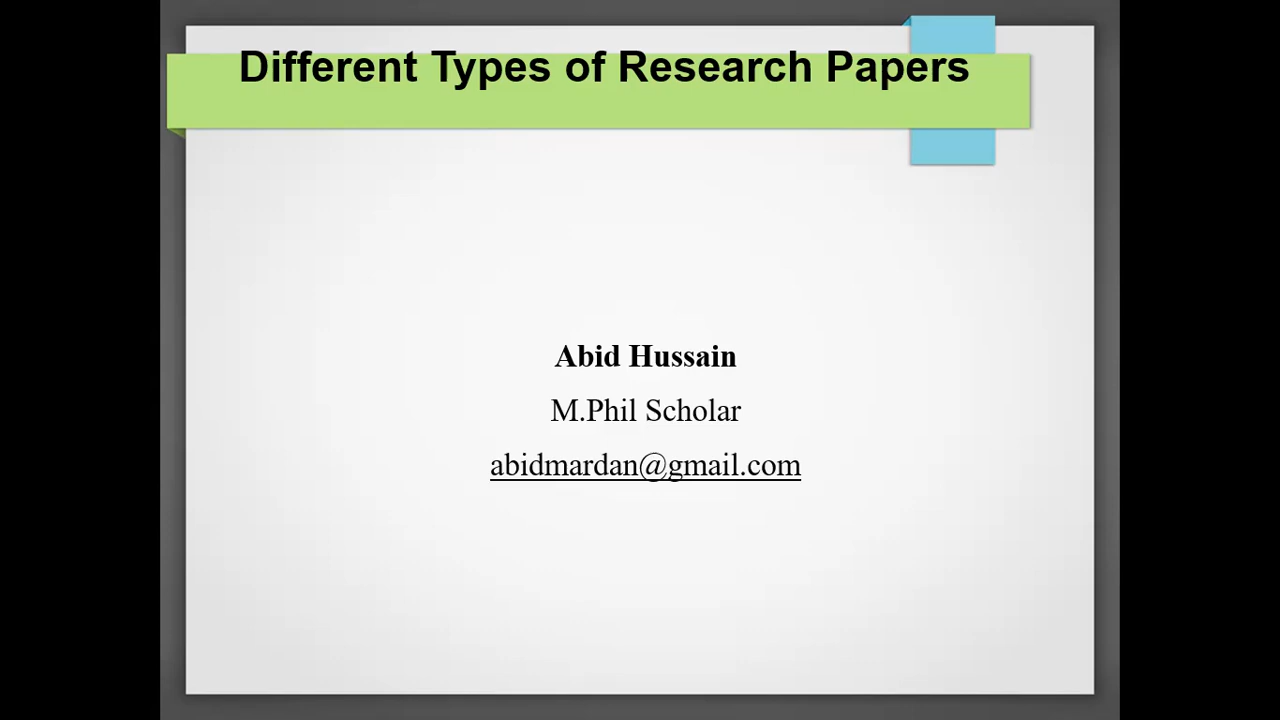 Different Types of Research Papers
Abid Hussain
M.Phil Scholar
abidmardan@gmail.com